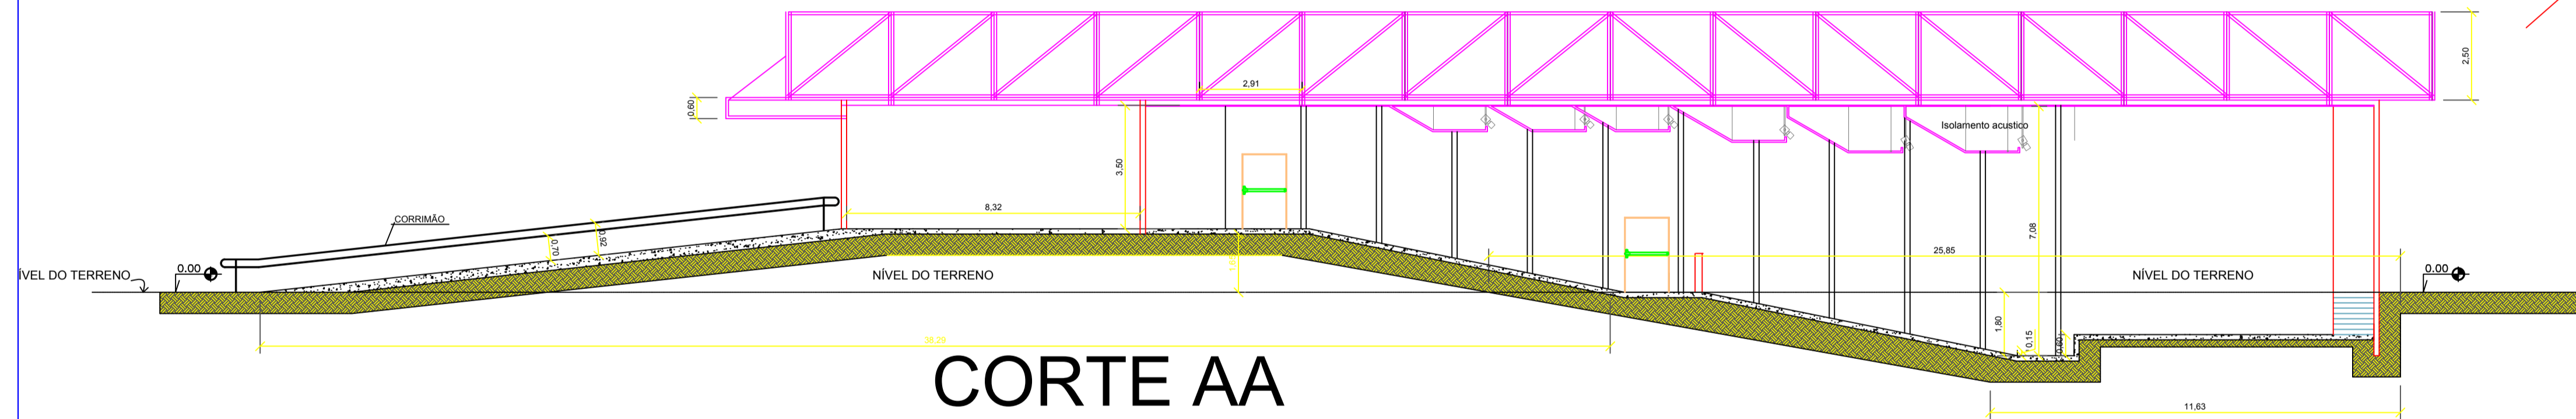 2,50
2,91
0,60
Isolamento acustico
3,50
8,32
CORRIMÃO
0,92
0,70
7,08
25,85
ÍVEL DO TERRENO
0.00
NÍVEL DO TERRENO
NÍVEL DO TERRENO
0.00
1,80
0,15
0,60
38,29
CORTE AA
11,63